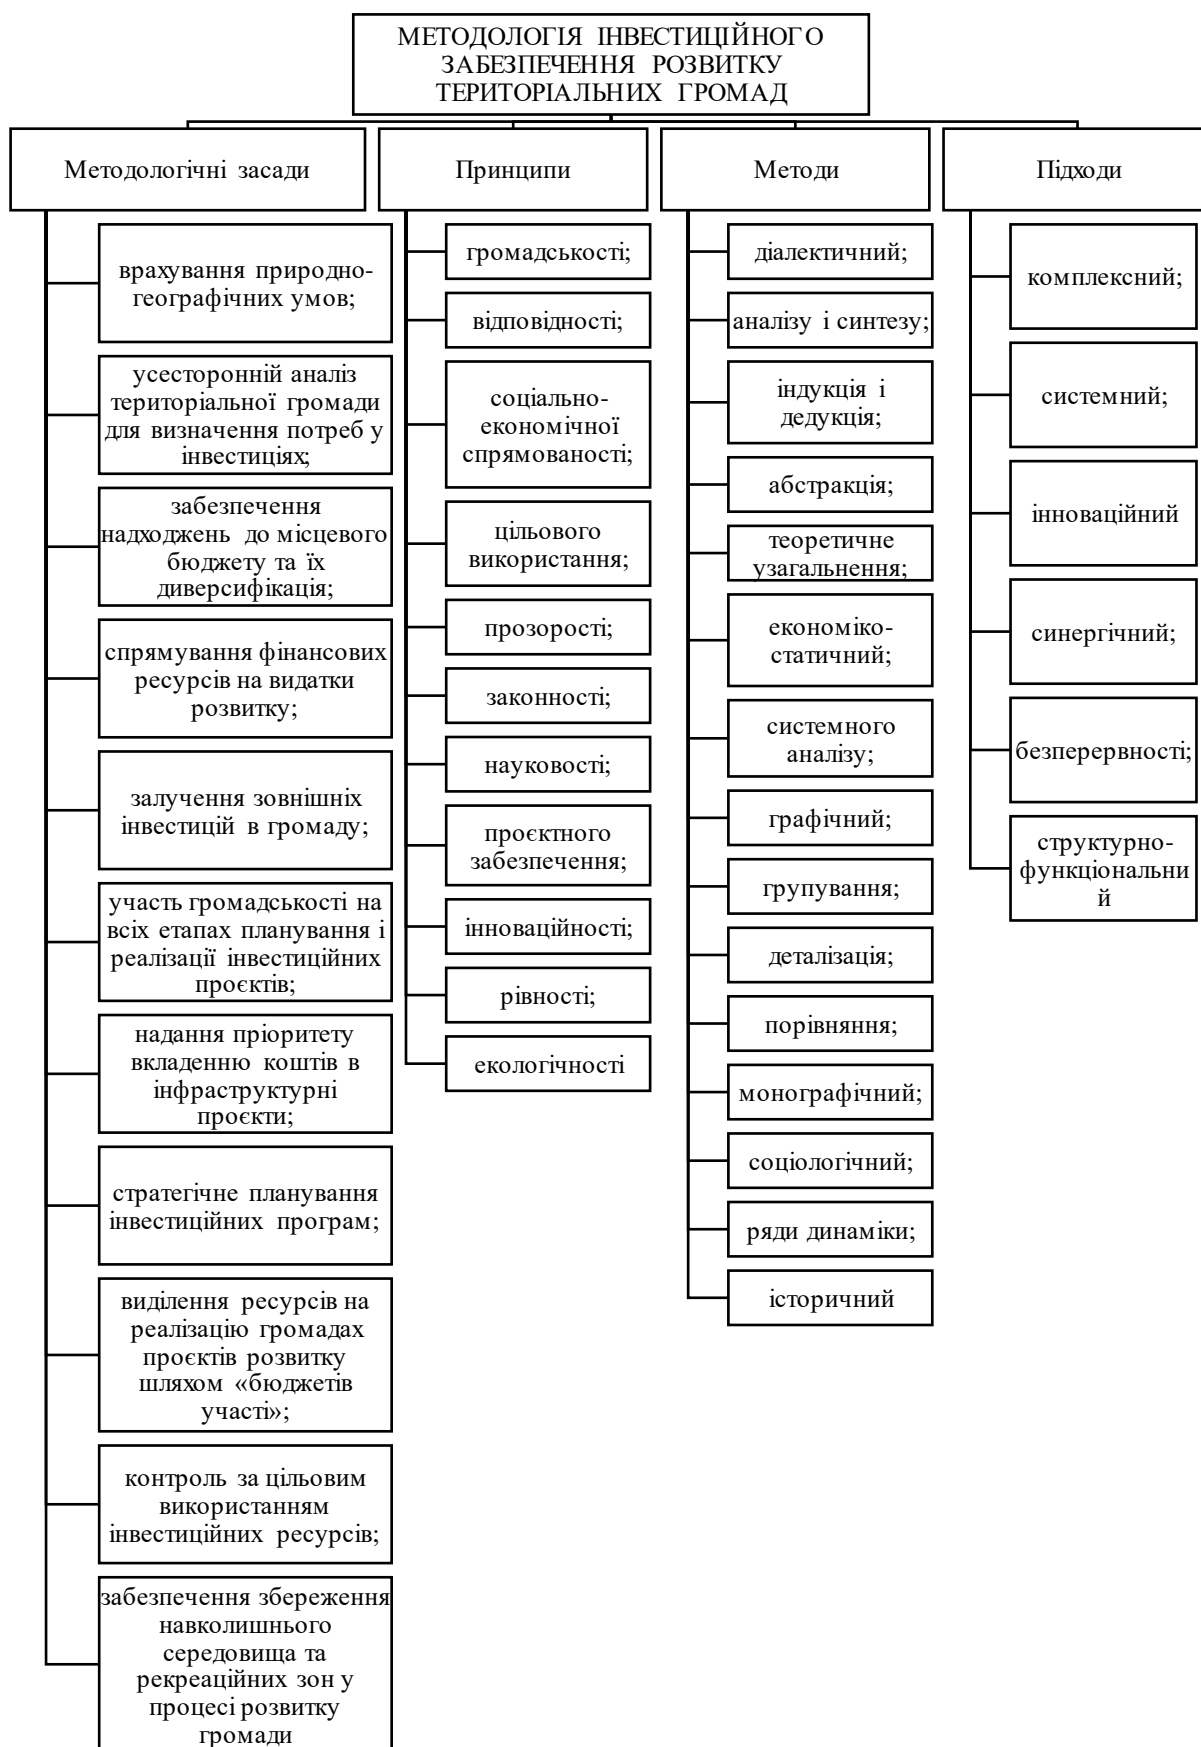 МЕТОДОЛОГІЯ ІНВЕСТИЦІЙНОГО
ЗАБЕЗПЕЧЕННЯ РОЗВИТКУ
ТЕРИТОРІАЛЬНИХ ГРОМАД
Методологічні засади
врахування природно-
географічних умов;
усесторонній аналіз
територіальної громади
для визначення потреб у
інвестиціях;
забезпечення
надходжень до місцевого
бюджету та їх
диверсифікація;
спрямування фінансових
ресурсів на видатки
розвитку;
залучення зовнішніх
інвестицій в громаду;
участь громадськості на
всіх етапах планування і
реалізації інвестиційних
проєктів;
надання пріоритету
вкладенню коштів в
інфраструктурні
проєкти;
стратегічне планування
інвестиційних програм;
виділення ресурсів на
реалізацію громадах
проєктів розвитку
шляхом «бюджетів
участі»;
контроль за цільовим
використанням
інвестиційних ресурсів;
забезпечення збереження
навколишнього
середовища та
рекреаційних зон у
процесі розвитку
громади
Принципи
громадськості;
відповідності;
соціально-
економічної
спрямованості;
цільового
використання;
прозорості;
законності;
науковості;
проєктного
забезпечення;
інноваційності;
рівності;
екологічності
Методи
діалектичний;
аналізу і синтезу;
індукція і
дедукція;
абстракція;
теоретичне
узагальнення;
економіко-
статичний;
системного
аналізу;
графічний;
групування;
деталізація;
порівняння;
монографічний;
соціологічний;
ряди динаміки;
історичний
Підходи
комплексний;
системний;
інноваційний
синергічний;
безперервності;
структурно-
функціональни
й